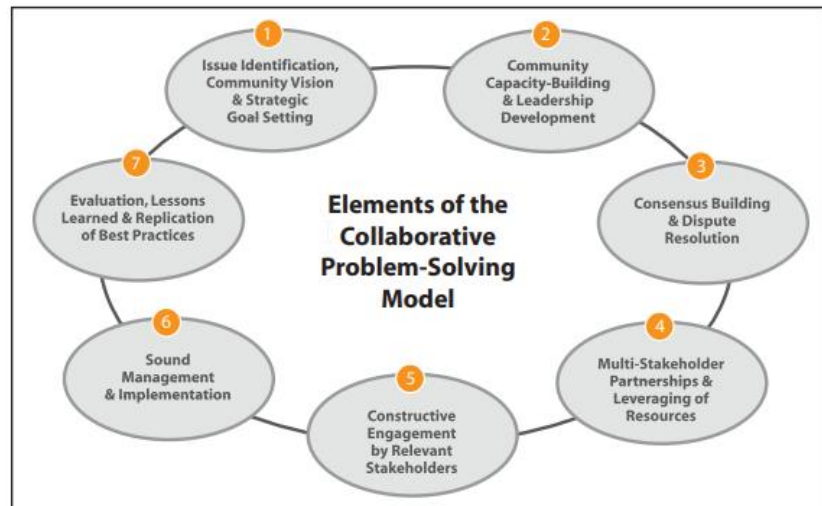 1
Issue Identification,
Community Vision
& Strategic
Goal Setting
2
Community
Capacity-Building
& Leadership
Development
3
Consensus Building
& Dispute
Resolution
4
Multi-Stakeholder
Partnerships &
Leveraging of
Resources
5
Constructive
Engagement
by Relevant
Stakeholders
6
Sound
Management
& Implementation
7
Evaluation, Lessons
Learned & Replication
of Best Practices
Elements of the
Collaborative
Problem-Solving
Model